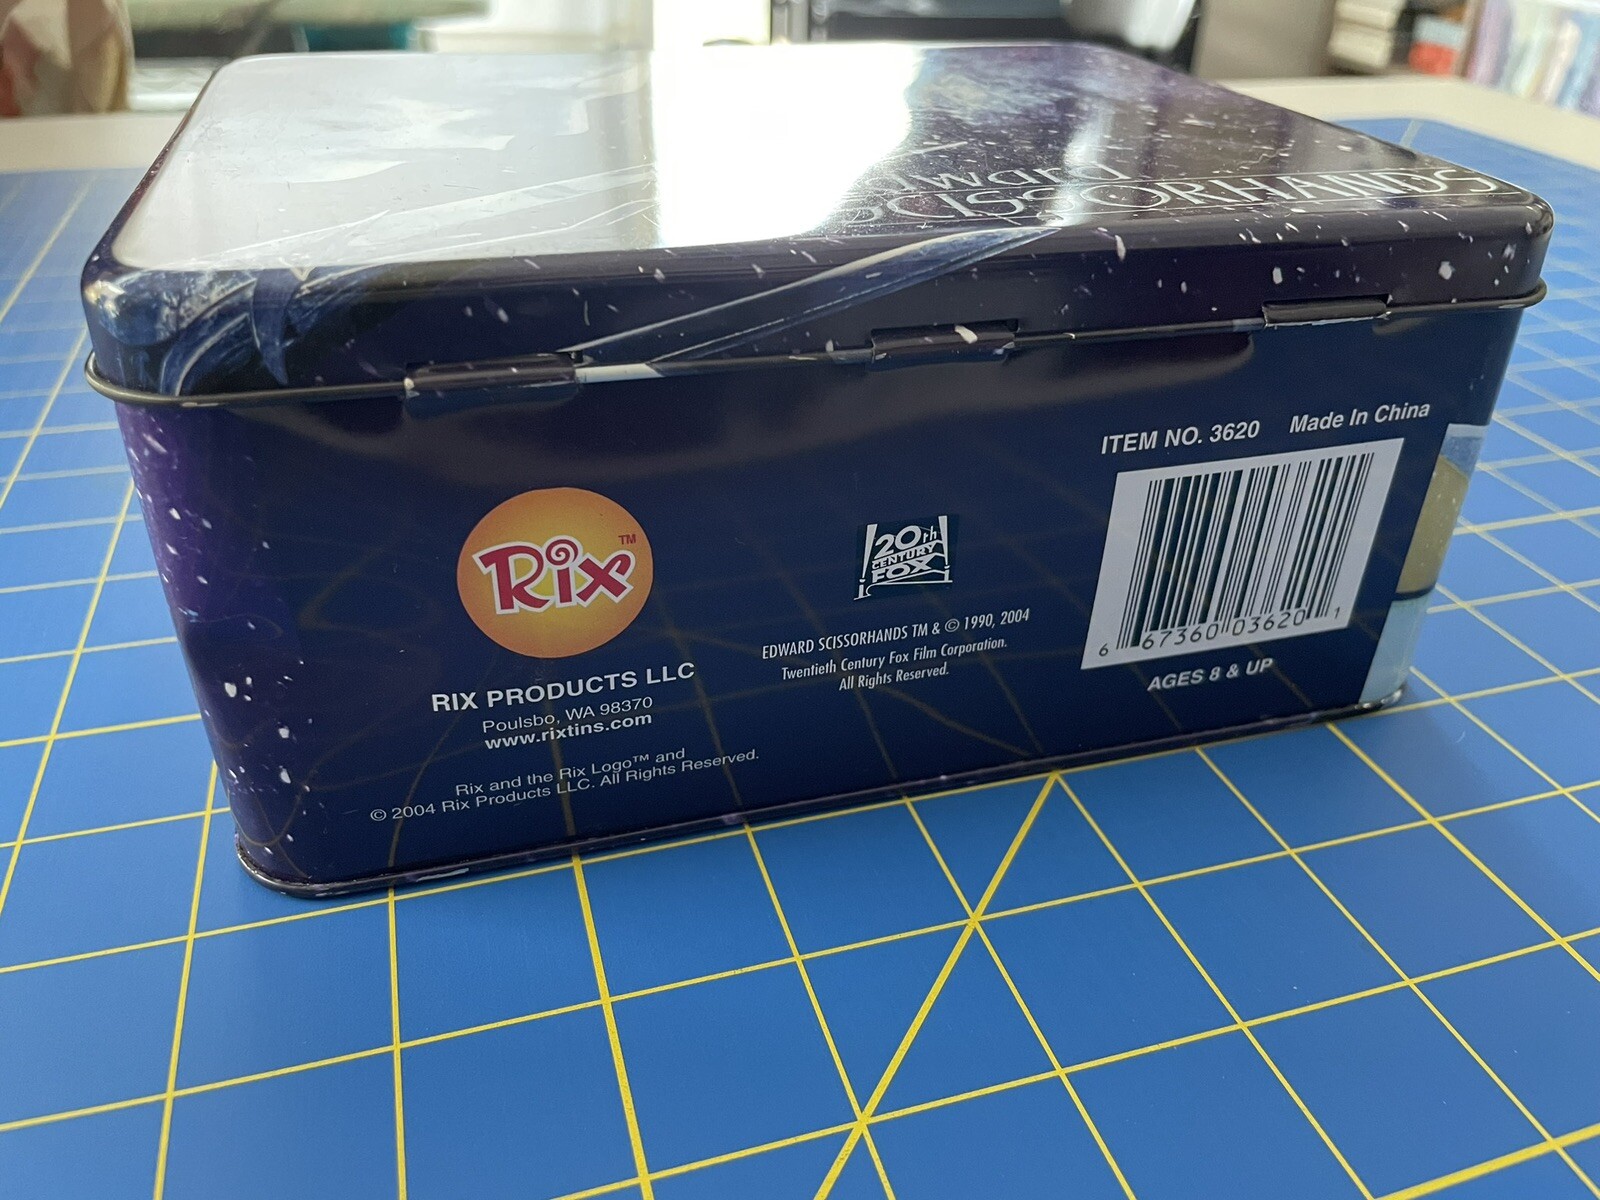 SCISSORHANDS
ITEM NO. 3620 Made In China
Rix™
20th
CENTURY
FOX
6 67360 03620 1
EDWARD SCISSORHANDS TM & © 1990, 2004
Twentieth Century Fox Film Corporation.
All Rights Reserved.
AGES 8 & UP
RIX PRODUCTS LLC
Poulsbo, WA 98370
www.rixtins.com
Rix and the Rix Logo™ and
© 2004 Rix Products LLC. All Rights Reserved.